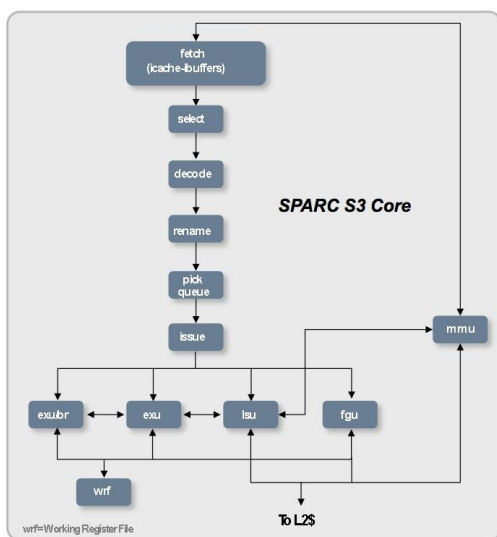 fetch
(icache-ibuffers)
select
decode
SPARC S3 Core
rename
pick
queue
issue
mmu
exu/br
exu
lsu
fgu
wrf
To L2$
wrf=Working Register File